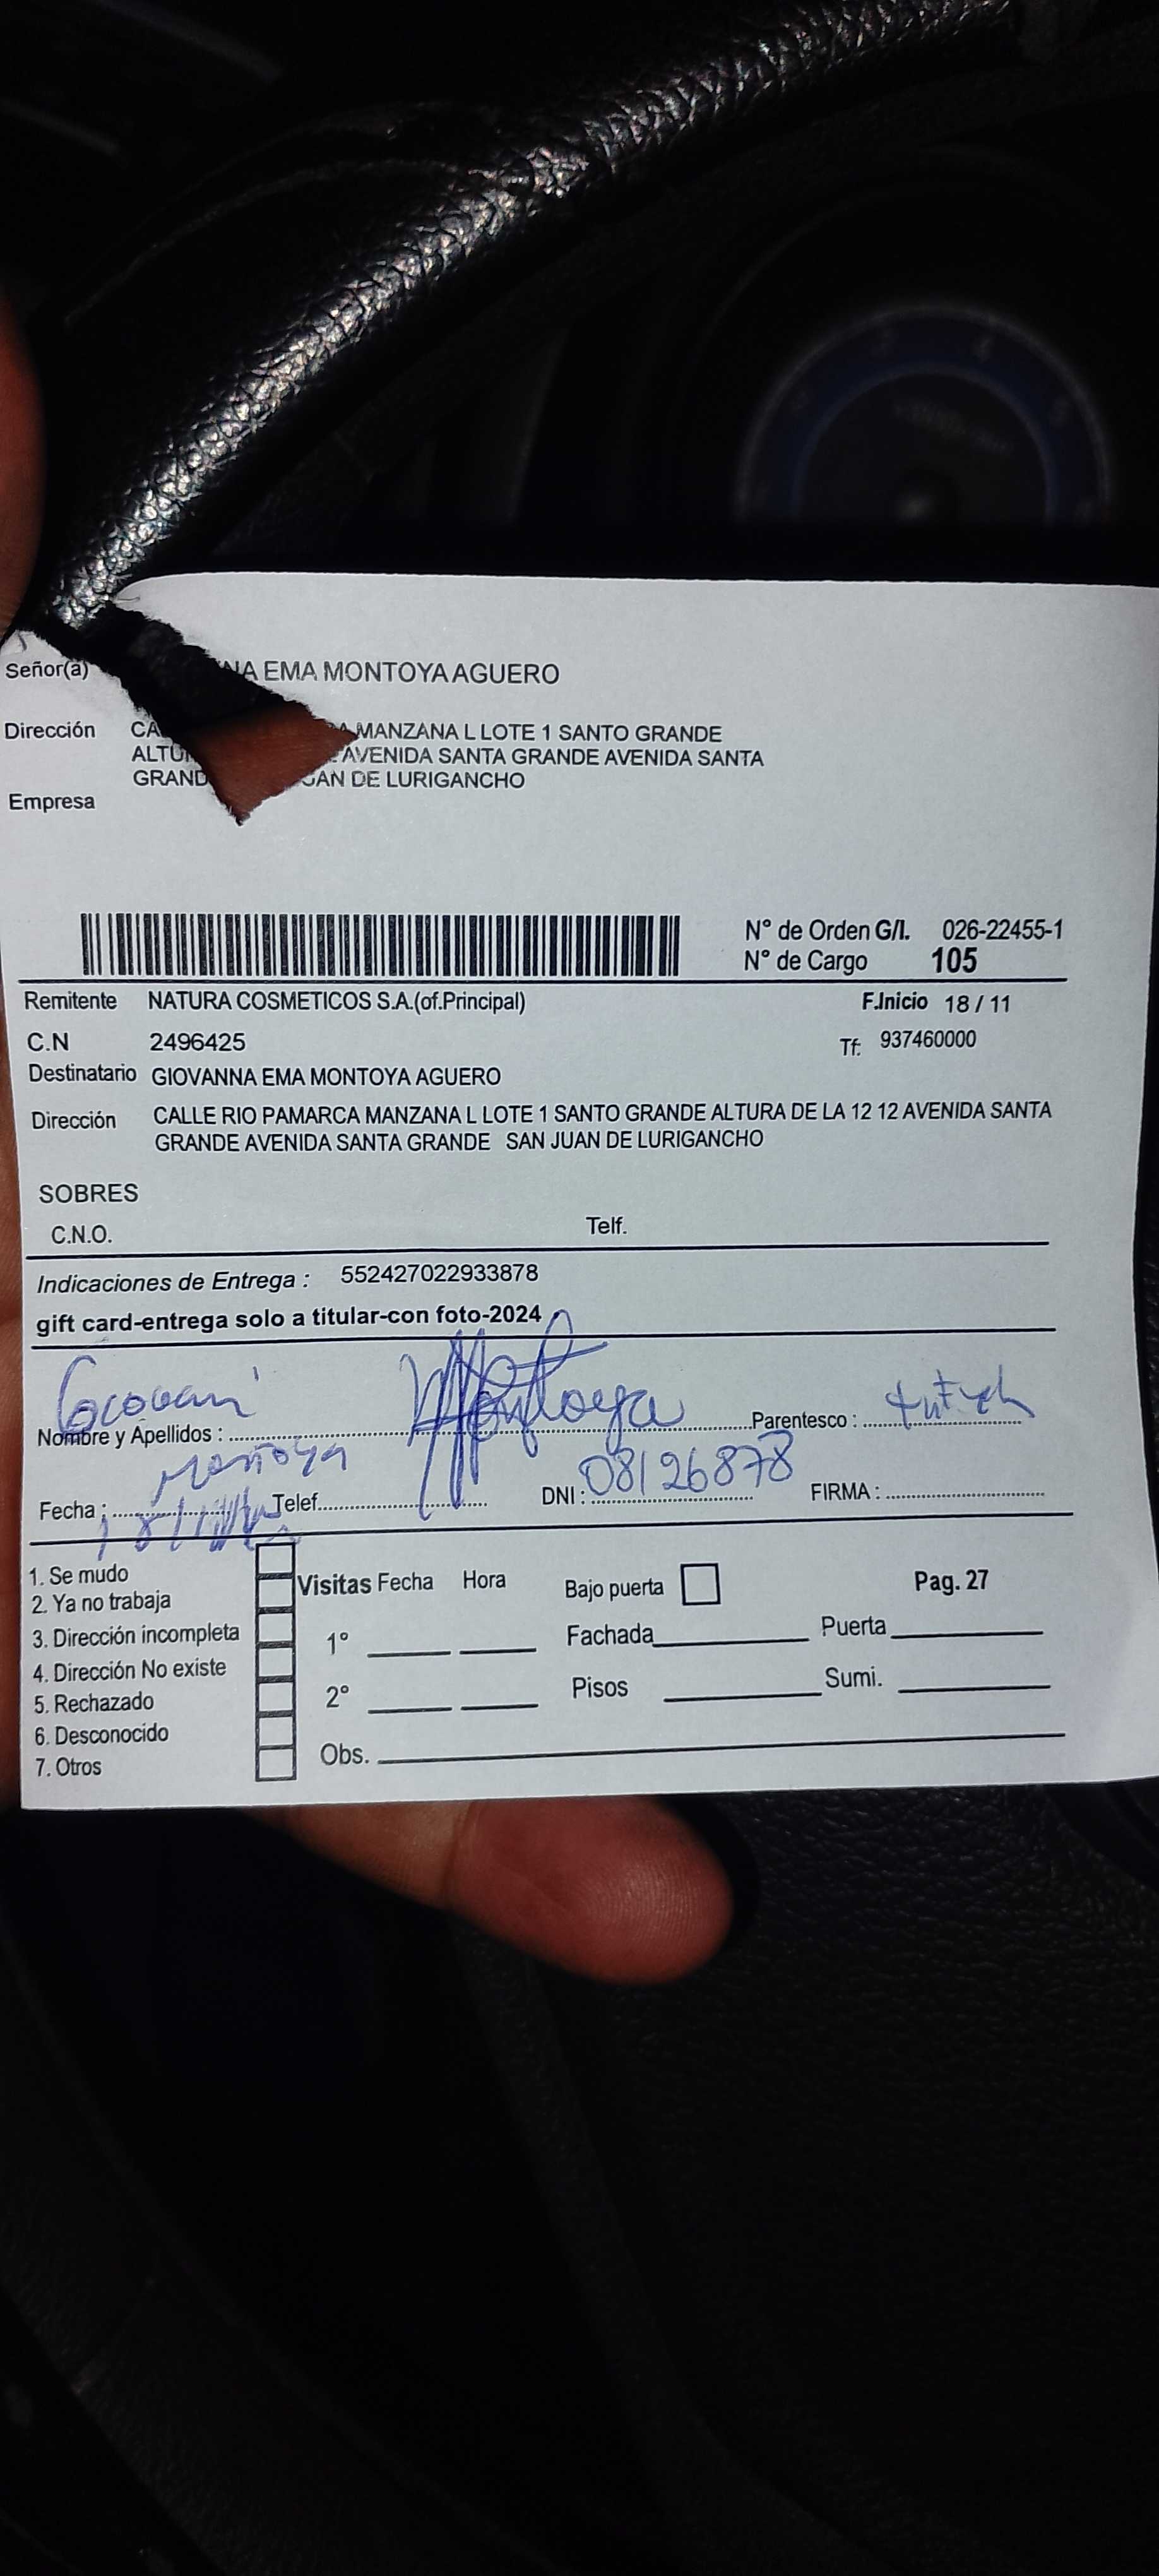 Señor(a) NA EMA MONTOYA AGUERO
Dirección CA MANZANA L LOTE 1 SANTO GRANDE
ALTU AVENIDA SANTA GRANDE AVENIDA SANTA
GRAND JUAN DE LURIGANCHO
Empresa
N° de Orden G/I. 026-22455-1
N° de Cargo 105
Remitente NATURA COSMETICOS S.A.(of.Principal) F.Inicio 18 / 11
C.N 2496425 Tf: 937460000
Destinatario GIOVANNA EMA MONTOYA AGUERO
Dirección CALLE RIO PAMARCA MANZANA L LOTE 1 SANTO GRANDE ALTURA DE LA 12 12 AVENIDA SANTA
GRANDE AVENIDA SANTA GRANDE SAN JUAN DE LURIGANCHO
SOBRES
C.N.O. Telf.
Indicaciones de Entrega : 552427022933878
gift card-entrega solo a titular-con foto-2024
Nombre y Apellidos : Montoya Parentesco :
Montoya
Fecha : Telef. DNI : 08126878 FIRMA :
1. Se mudo
2. Ya no trabaja
3. Dirección incompleta
4. Dirección No existe
5. Rechazado
6. Desconocido
7. Otros
Visitas Fecha Hora Bajo puerta Pag. 27
1° Fachada Puerta
2° Pisos Sumi.
Obs.